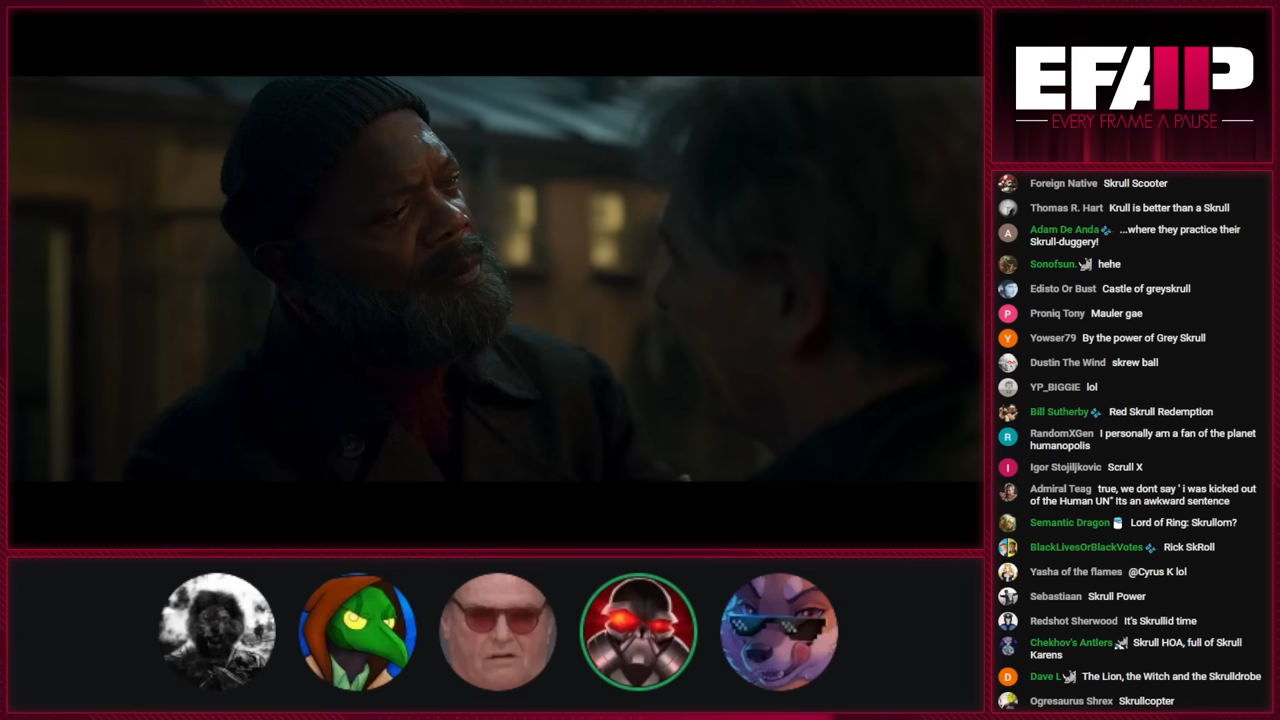 EFAP
EVERY FRAME A PAUSE
Foreign Native Skrull Scooter
Thomas R. Hart Krull is better than a Skrull
A Adam De Anda ...where they practice their
Skrull-duggery!
Sonofsun. hehe
Edisto Or Bust Castle of greyskrull
P Proniq Tony Mauler gae
Y Yowser79 By the power of Grey Skrull
Dustin The Wind skrew ball
YP_BIGGIE lol
Bill Sutherby Red Skrull Redemption
R RandomXGen I personally am a fan of the planet
humanopolis
I Igor Stojiljkovic Scrull X
Admiral Teag true, we dont say ' i was kicked out
of the Human UN" Its an awkward sentence
Semantic Dragon Lord of Ring: Skrullom?
BlackLivesOrBlackVotes Rick SkRoll
Yasha of the flames @Cyrus K lol
Sebastiaan Skrull Power
Redshot Sherwood It's Skrullid time
Chekhov's Antlers Skrull HOA, full of Skrull
Karens
D Dave L The Lion, the Witch and the Skrulldrobe
Ogresaurus Shrex Skrullcopter